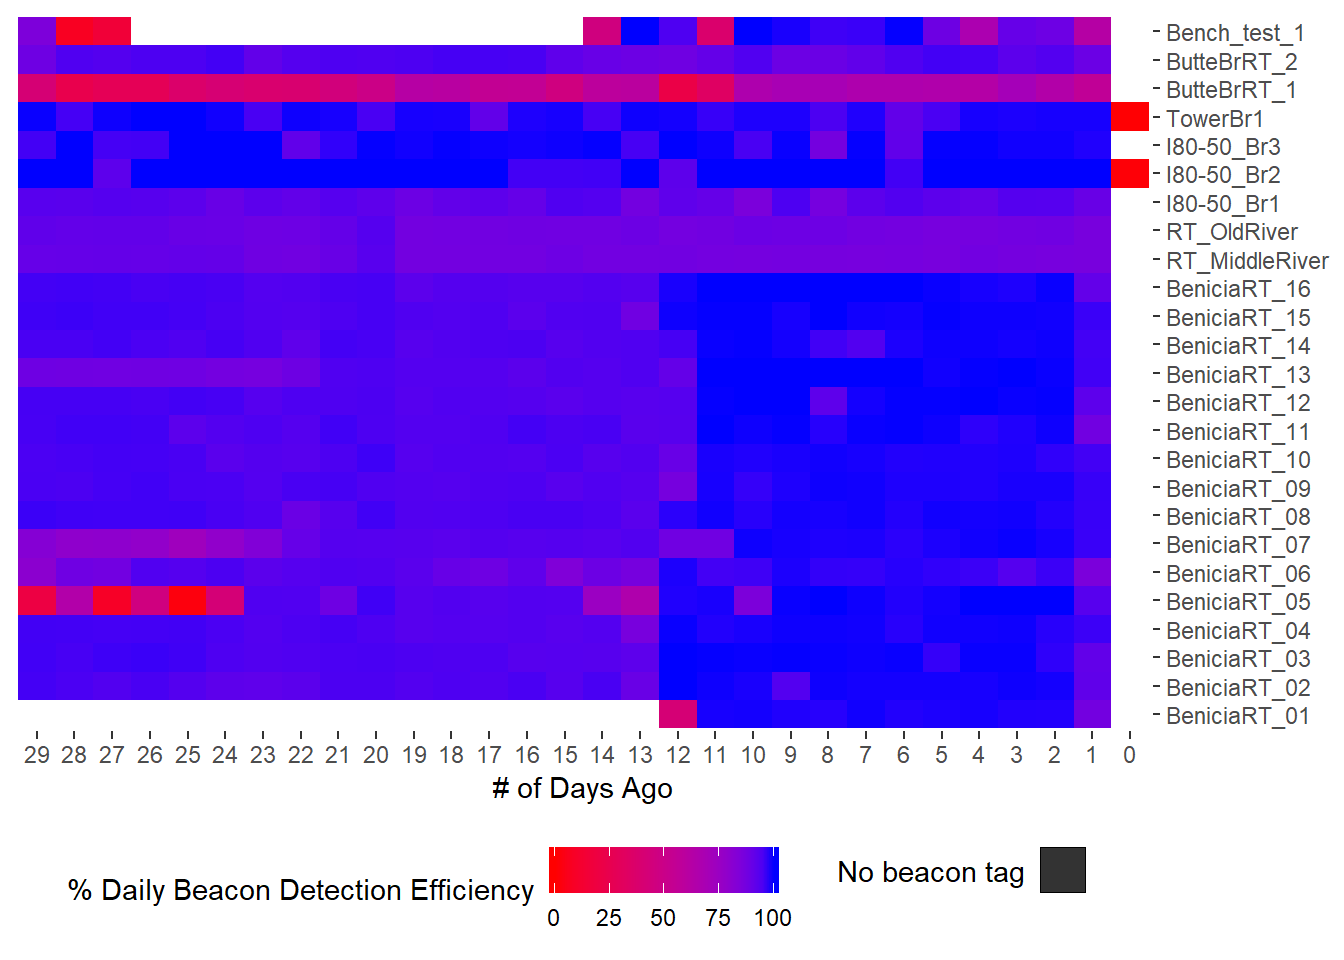 Bench_test_1
ButteBrRT_2
ButteBrRT_1
TowerBr1
I80-50_Br3
I80-50_Br2
I80-50_Br1
RT_OldRiver
RT_MiddleRiver
BeniciaRT_16
BeniciaRT_15
BeniciaRT_14
BeniciaRT_13
BeniciaRT_12
BeniciaRT_11
BeniciaRT_10
BeniciaRT_09
BeniciaRT_08
BeniciaRT_07
BeniciaRT_06
BeniciaRT_05
BeniciaRT_04
BeniciaRT_03
BeniciaRT_02
BeniciaRT_01
29 28 27 26 25 24 23 22 21 20 19 18 17 16 15 14 13 12 11 10 9 8 7 6 5 4 3 2 1 0
# of Days Ago
% Daily Beacon Detection Efficiency
0 25 50 75 100
No beacon tag